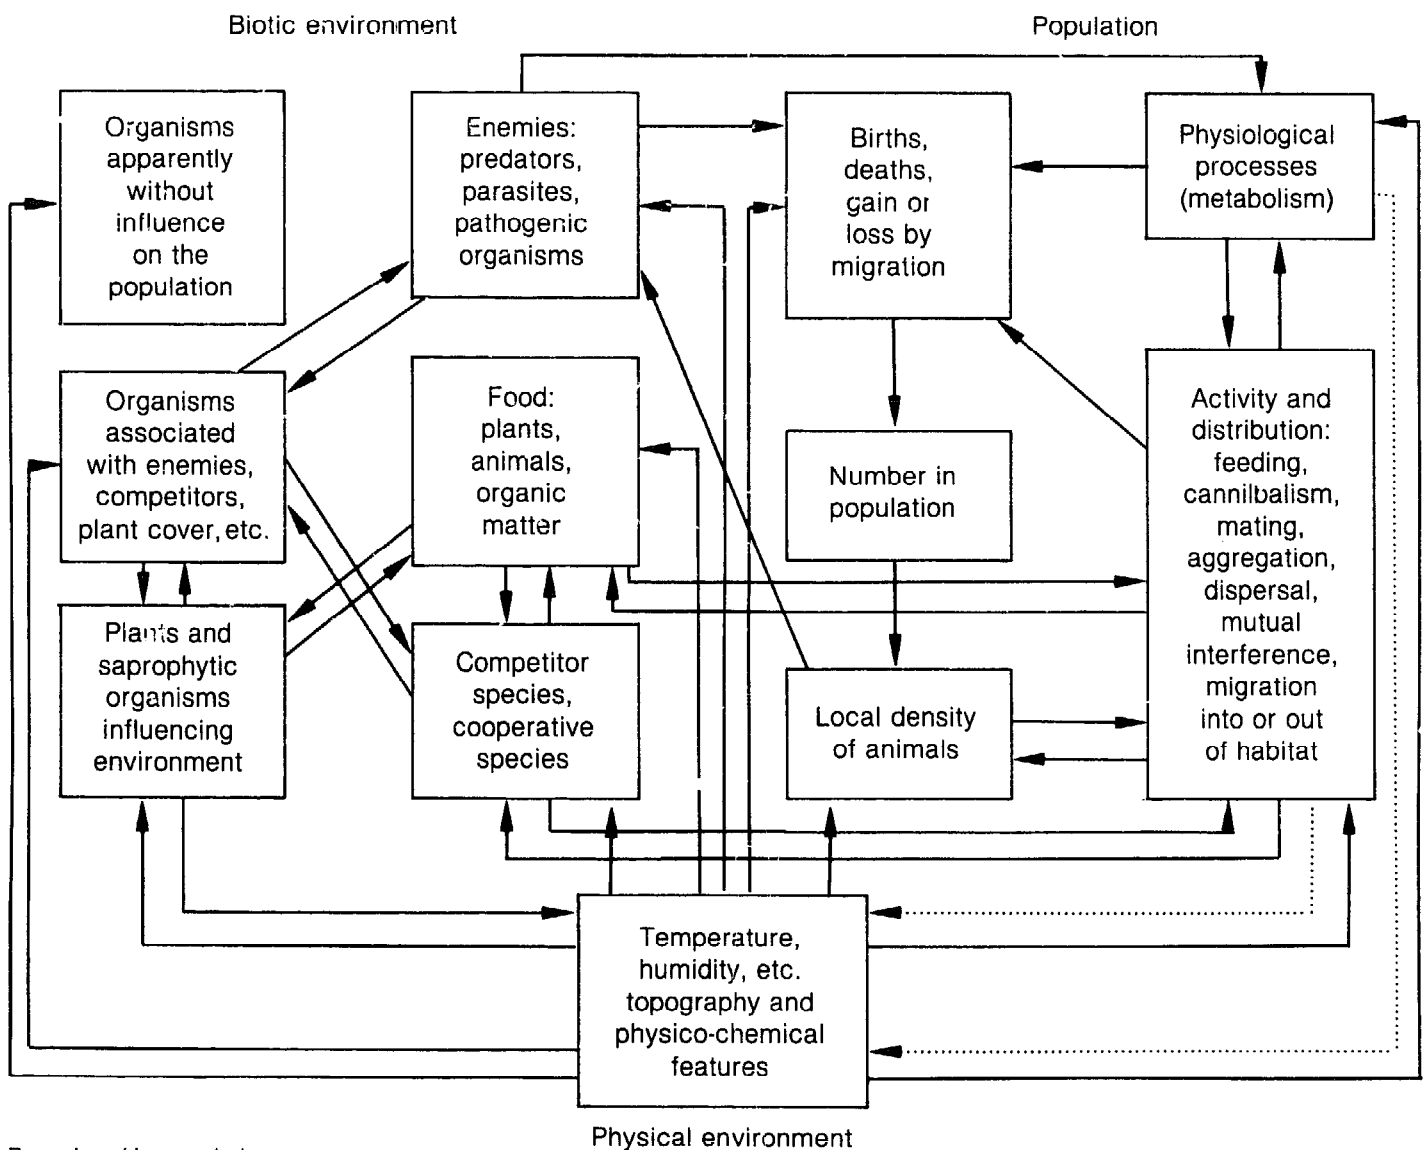 Biotic environment
Population
Organisms
apparently
without
influence
on the
population
Enemies:
predators,
parasites,
pathogenic
organisms
Births,
deaths,
gain or
loss by
migration
Physiological
processes
(metabolism)
Organisms
associated
with enemies,
competitors,
plant cover, etc.
Food:
plants,
animals,
organic
matter
Number in
population
Activity and
distribution:
feeding,
cannilbalism,
mating,
aggregation,
dispersal,
mutual
interference,
migration
into or out
of habitat
Plants and
saprophytic
organisms
influencing
environment
Competitor
species,
cooperative
species
Local density
of animals
Temperature,
humidity, etc.
topography and
physico-chemical
features
Physical environment